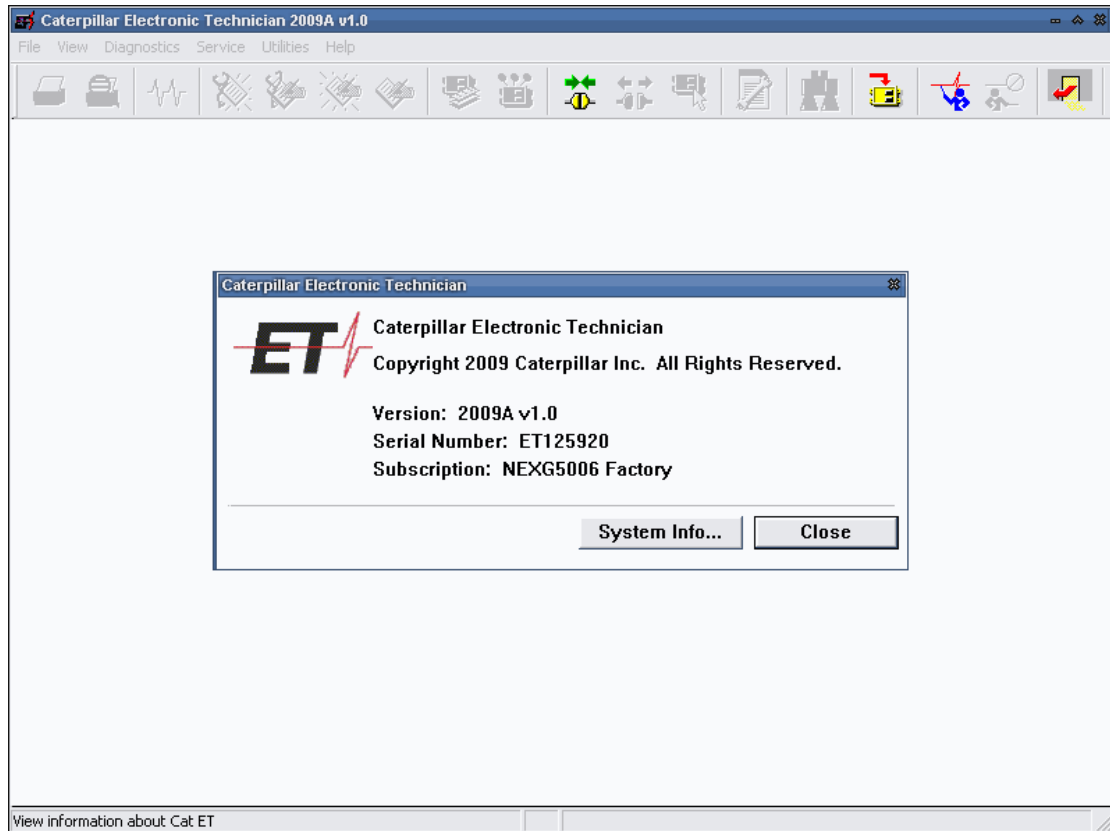 Caterpillar Electronic Technician 2009A v1.0
File View Diagnostics Service Utilities Help
Caterpillar Electronic Technician
ET
Caterpillar Electronic Technician
Copyright 2009 Caterpillar Inc. All Rights Reserved.
Version: 2009A v1.0
Serial Number: ET125920
Subscription: NEXG5006 Factory
System Info... Close
View information about Cat ET